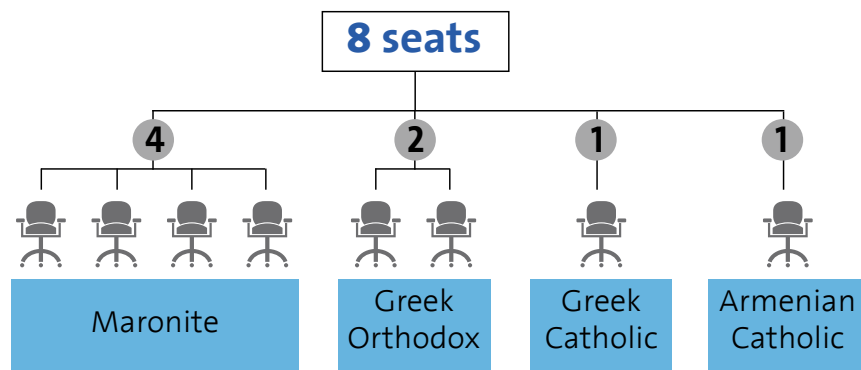 8 seats
4
2
1
1
Maronite
Greek
Orthodox
Greek
Catholic
Armenian
Catholic